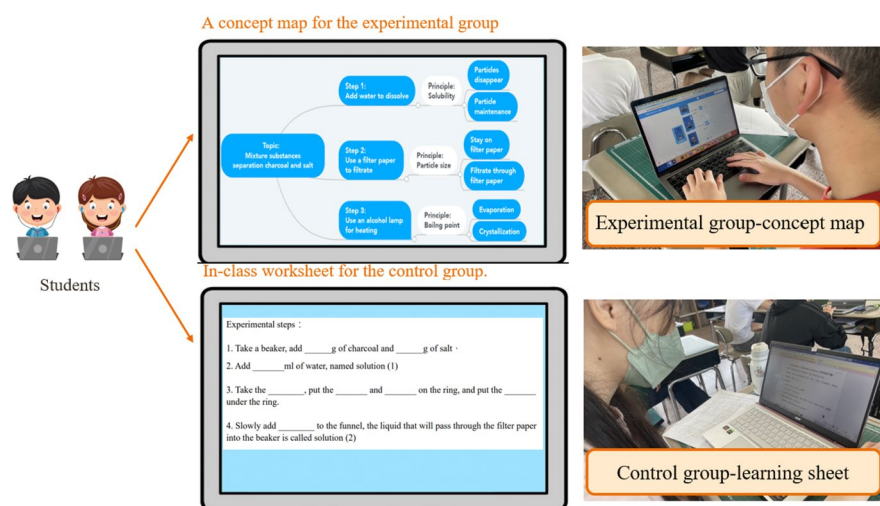 A concept map for the experimental group
Step 1:
Add water to dissolve
Principle:
Solubility
Particles
disappear
Particle
maintenance
Topic:
Mixture substances
separation charcoal and salt
Step 2:
Use a filter paper
to filtrate
Principle:
Particle size
Stay on
filter paper
Filtrate through
filter paper
Step 3:
Use an alcohol lamp
for heating
Principle:
Boilng point
Evaporation
Crystallization
Experimental group-concept map
Students
In-class worksheet for the control group.
Experimental steps：
1. Take a beaker, add ______g of charcoal and ______g of salt．
2. Add _______ml of water, named solution (1)
3. Take the ________, put the _______ and _______ on the ring, and put the _______
under the ring.
4. Slowly add ________ to the funnel, the liquid that will pass through the filter paper
into the beaker is called solution (2)
Control group-learning sheet